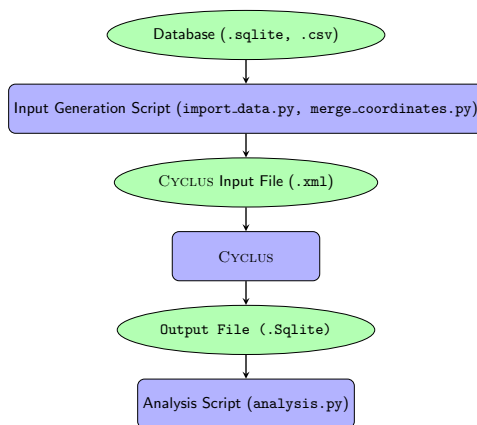 Database (.sqlite, .csv)
Input Generation Script (import_data.py, merge_coordinates.py)
CYCLUS Input File (.xml)
CYCLUS
Output File (.Sqlite)
Analysis Script (analysis.py)